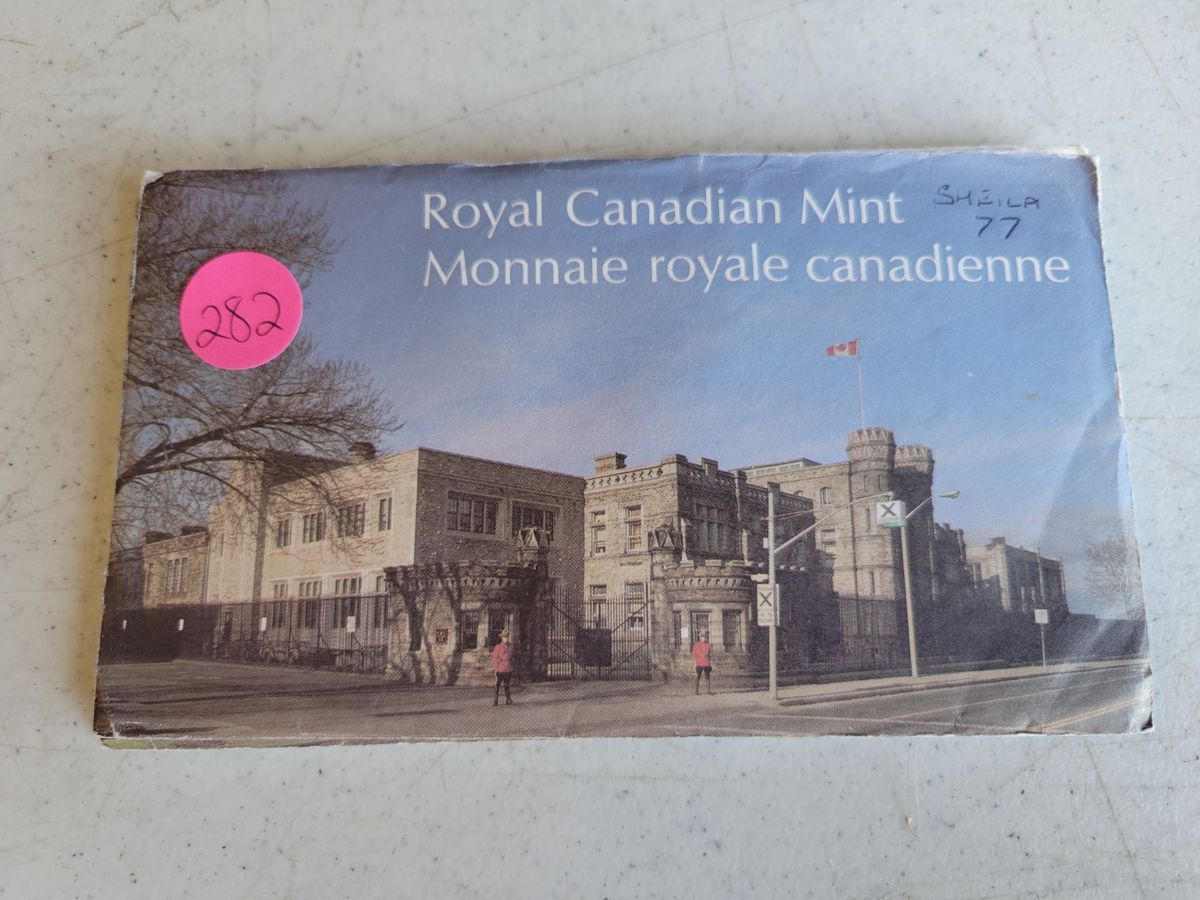 Royal Canadian Mint
Monnaie royale canadienne
SHEILA
77
282
X
X